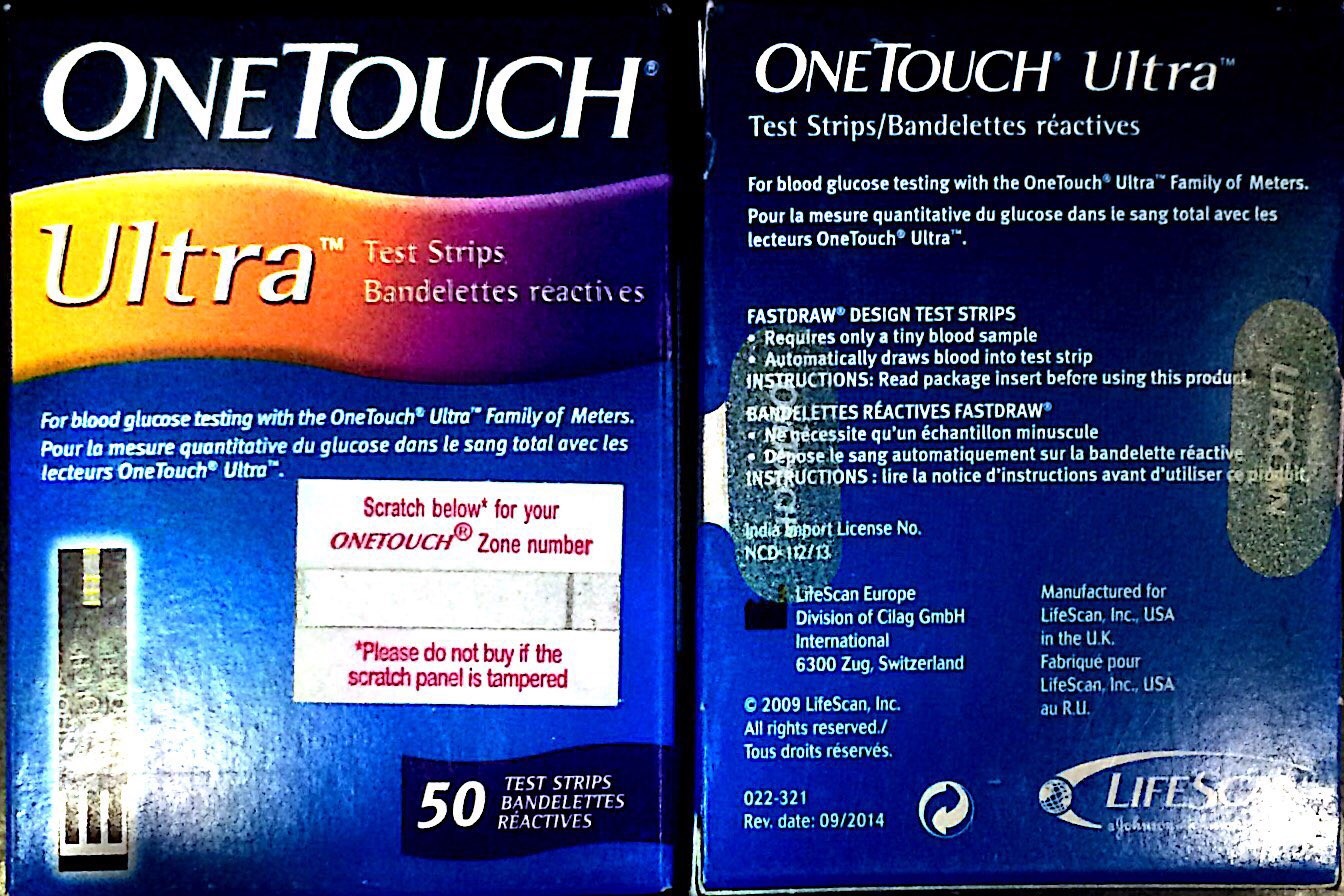 ONETOUCH®
Ultra™ Test Strips
Bandelettes réactives
For blood glucose testing with the OneTouch® Ultra™ Family of Meters.
Pour la mesure quantitative du glucose dans le sang total avec les
lecteurs OneTouch® Ultra™.
Scratch below* for your
ONETOUCH® Zone number
*Please do not buy if the
scratch panel is tampered
50 TEST STRIPS
BANDELETTES
RÉACTIVES
ONETOUCH® Ultra™
Test Strips/Bandelettes réactives
For blood glucose testing with the OneTouch® Ultra™ Family of Meters.
Pour la mesure quantitative du glucose dans le sang total avec les
lecteurs OneTouch® Ultra™.
FASTDRAW® DESIGN TEST STRIPS
• Requires only a tiny blood sample
• Automatically draws blood into test strip
INSTRUCTIONS: Read package insert before using this product.
BANDELETTES RÉACTIVES FASTDRAW®
• Ne nécessite qu'un échantillon minuscule
• Dépose le sang automatiquement sur la bandelette réactive
INSTRUCTIONS : lire la notice d'instructions avant d'utiliser ce produit.
India Import License No.
NCD-112/13
LifeScan Europe
Division of Cilag GmbH
International
6300 Zug, Switzerland
Manufactured for
LifeScan, Inc., USA
in the U.K.
Fabriqué pour
LifeScan, Inc., USA
au R.U.
© 2009 LifeScan, Inc.
All rights reserved./
Tous droits réservés.
022-321
Rev. date: 09/2014
LIFESCAN
a Johnson